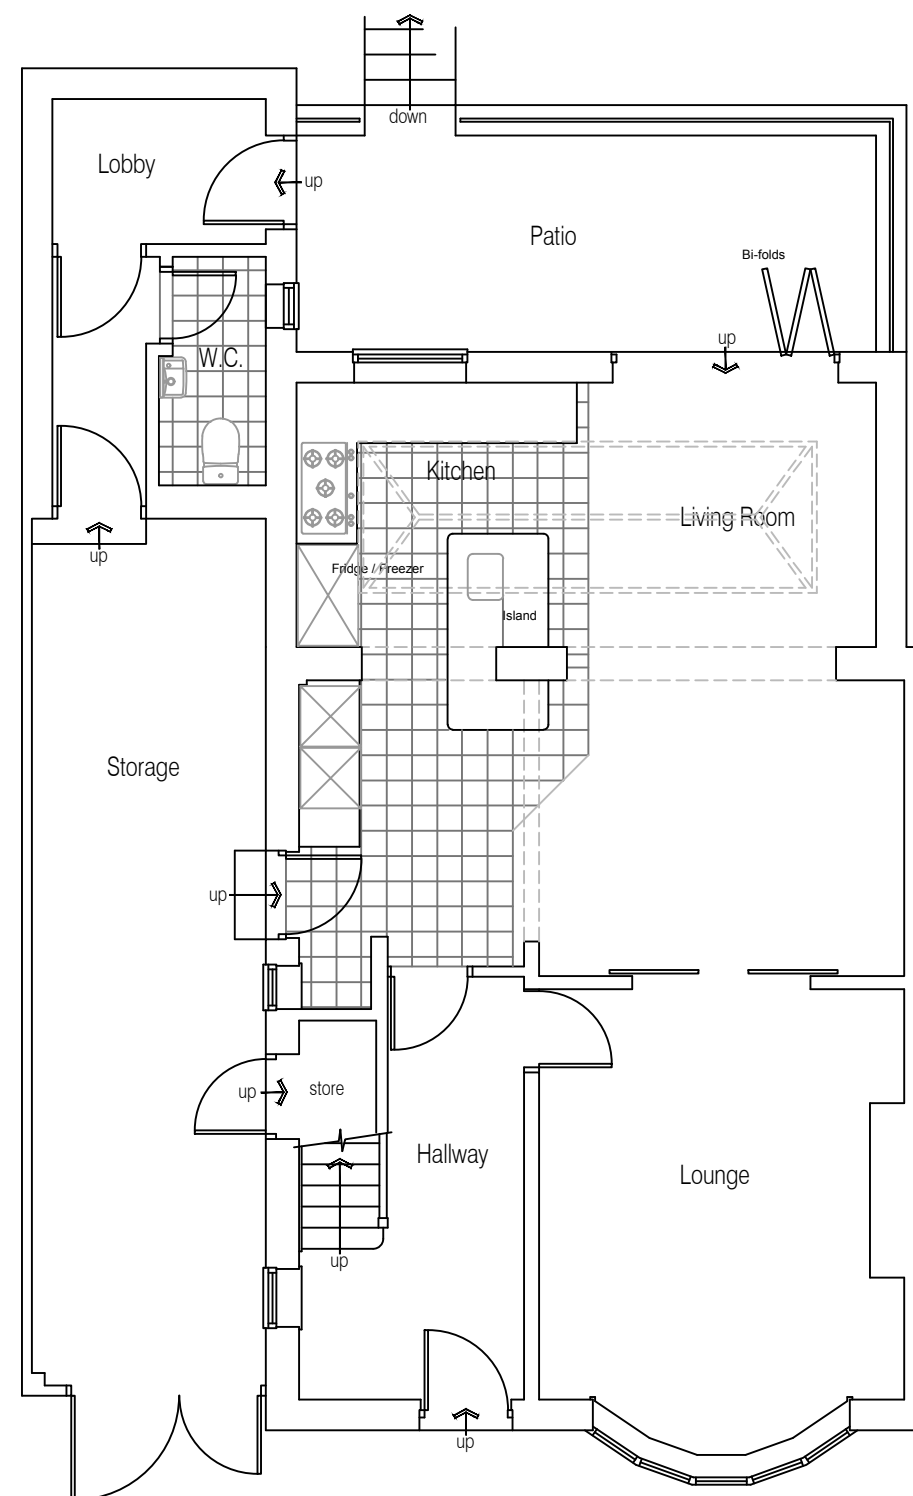 down
Lobby
up
Patio
Bi-folds
up
W.C.
Kitchen
Living Room
up
Fridge / Freezer
Island
Storage
up
up
store
Hallway
Lounge
up
up